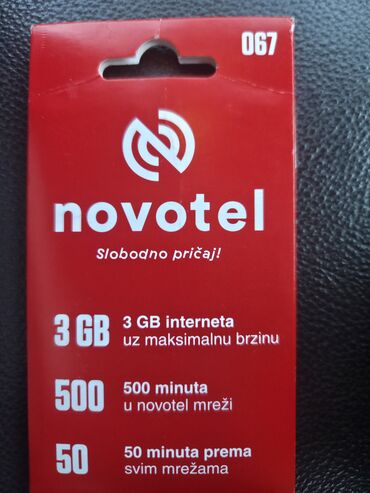 067
novotel
Slobodno pričaj!
3 GB
3 GB interneta
uz maksimalnu brzinu
500
500 minuta
u novotel mreži
50
50 minuta prema
svim mrežama